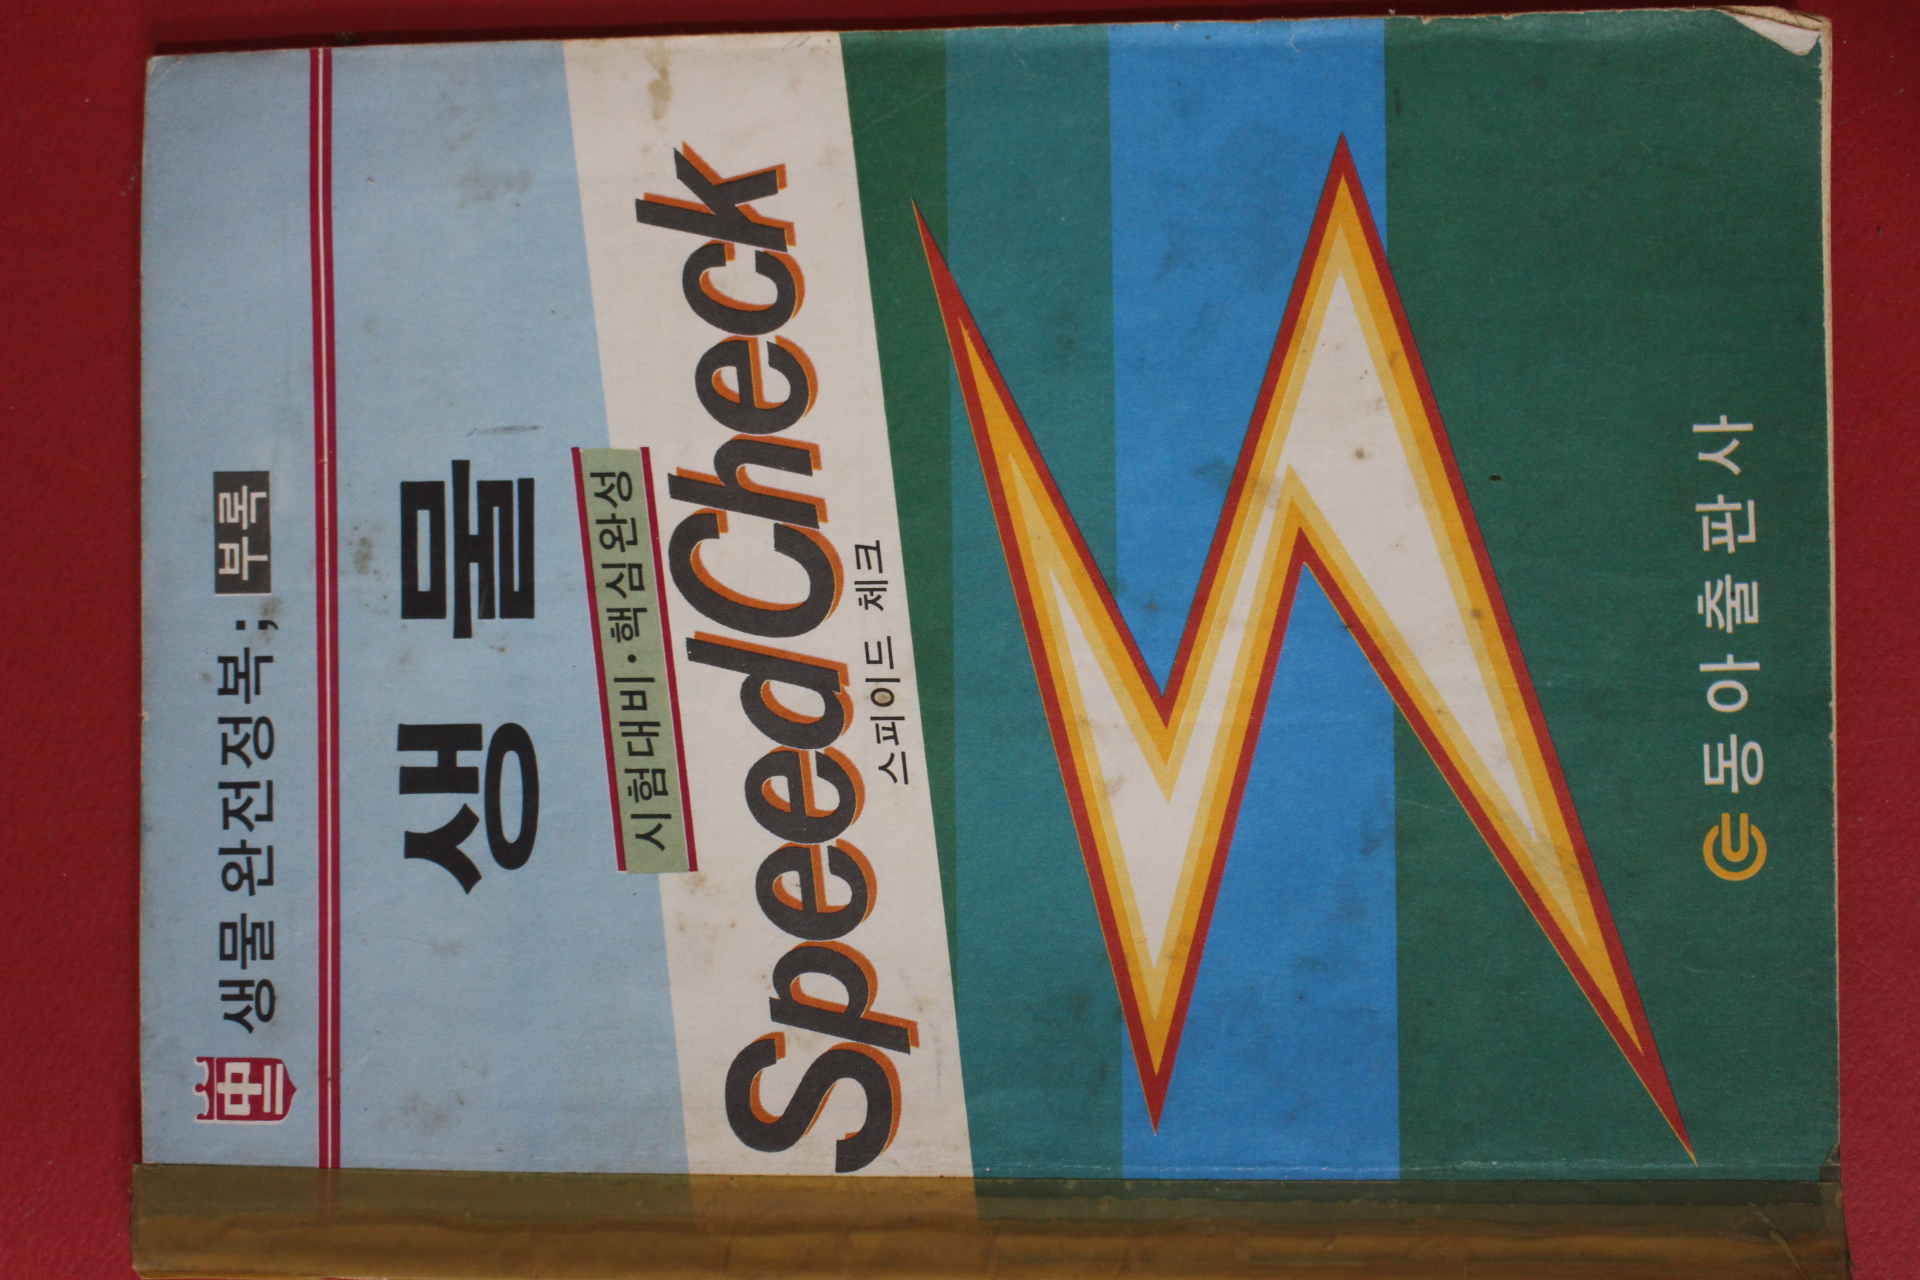 생물 완전정복; 부록
생물
시험대비·핵심완성
SpeedCheck
스피이드 체크
동아출판사